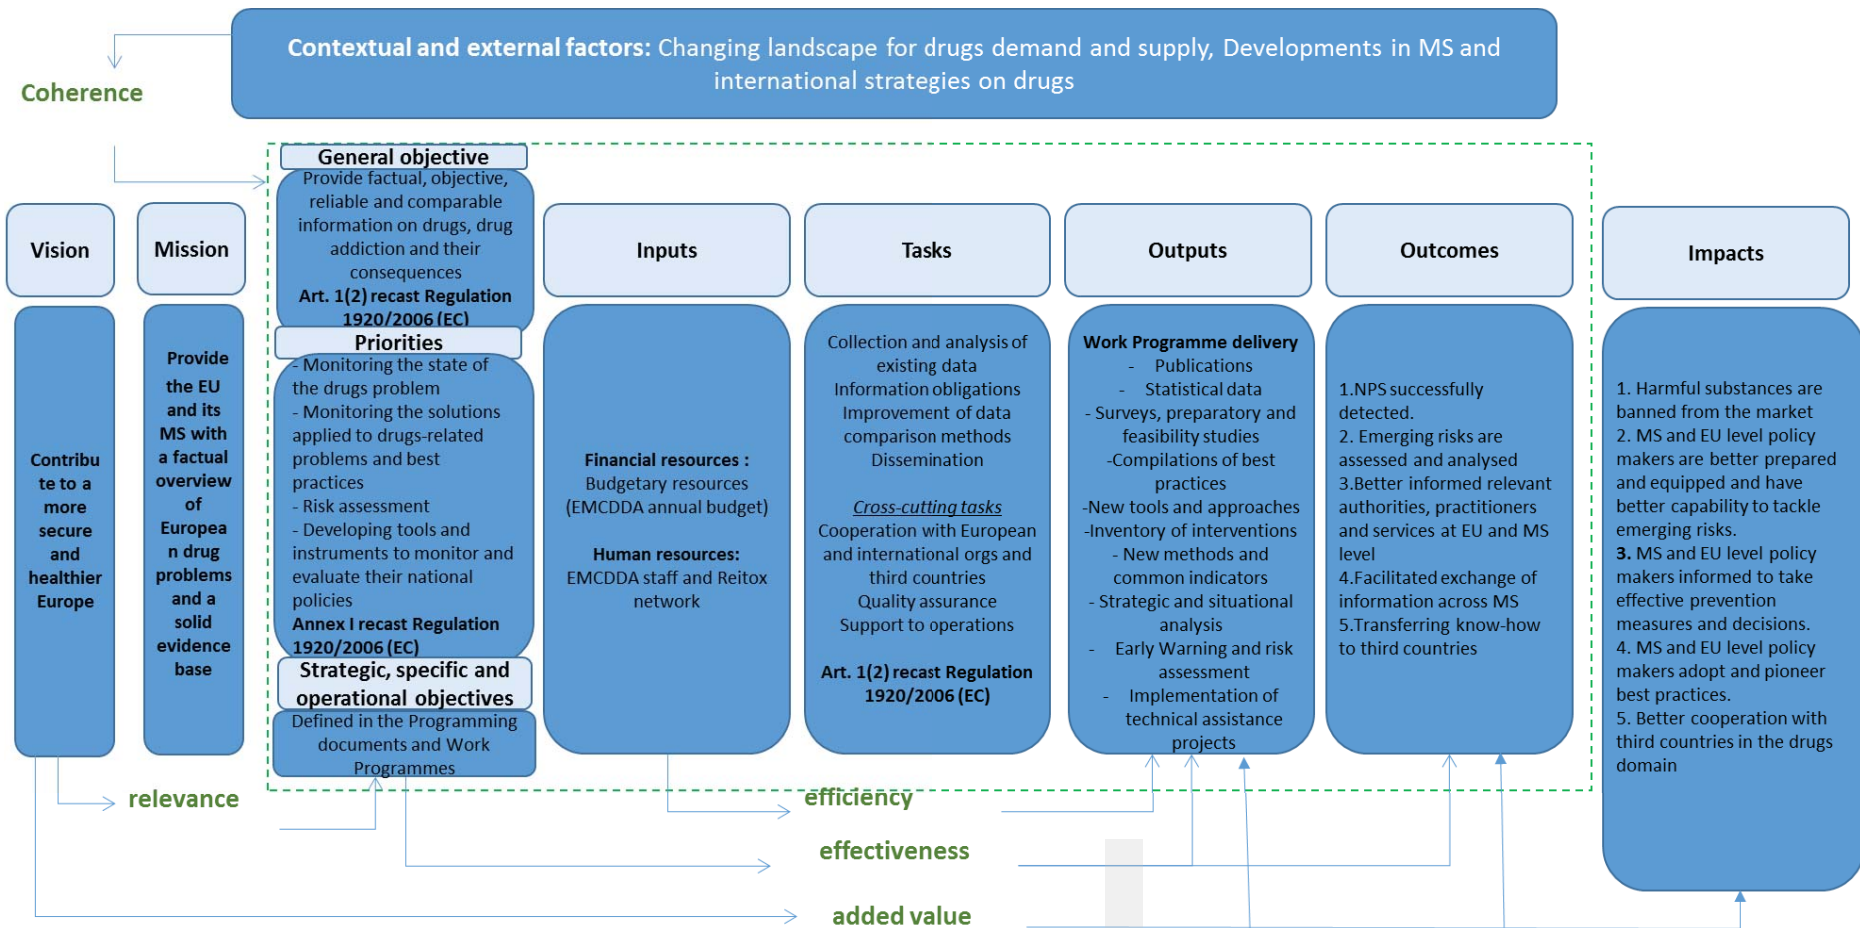 Contextual and external factors: Changing landscape for drugs demand and supply, Developments in MS and
international strategies on drugs
Coherence
Vision
Contribu
te to a
more
secure
and
healthier
Europe
Mission
Provide
the EU
and its
MS with
a factual
overview
of
Europea
n drug
problems
and a
solid
evidence
base
General objective
Provide factual, objective,
reliable and comparable
information on drugs, drug
addiction and their
consequences
Art. 1(2) recast Regulation
1920/2006 (EC)
Priorities
- Monitoring the state of
the drugs problem
- Monitoring the solutions
applied to drugs-related
problems and best
practices
- Risk assessment
- Developing tools and
instruments to monitor and
evaluate their national
policies
Annex I recast Regulation
1920/2006 (EC)
Strategic, specific and
operational objectives
Defined in the Programming
documents and Work
Programmes
Inputs
Financial resources :
Budgetary resources
(EMCDDA annual budget)
Human resources:
EMCDDA staff and Reitox
network
Tasks
Collection and analysis of
existing data
Information obligations
Improvement of data
comparison methods
Dissemination
Cross-cutting tasks
Cooperation with European
and international orgs and
third countries
Quality assurance
Support to operations
Art. 1(2) recast Regulation
1920/2006 (EC)
Outputs
Work Programme delivery
- Publications
- Statistical data
- Surveys, preparatory and
feasibility studies
-Compilations of best
practices
-New tools and approaches
-Inventory of interventions
- New methods and
common indicators
- Strategic and situational
analysis
- Early Warning and risk
assessment
- Implementation of
technical assistance
projects
Outcomes
1.NPS successfully
detected.
2. Emerging risks are
assessed and analysed
3.Better informed relevant
authorities, practitioners
and services at EU and MS
level
4.Facilitated exchange of
information across MS
5.Transferring know-how
to third countries
Impacts
1. Harmful substances are
banned from the market
2. MS and EU level policy
makers are better prepared
and equipped and have
better capability to tackle
emerging risks.
3. MS and EU level policy
makers informed to take
effective prevention
measures and decisions.
4. MS and EU level policy
makers adopt and pioneer
best practices.
5. Better cooperation with
third countries in the drugs
domain
relevance
efficiency
effectiveness
added value